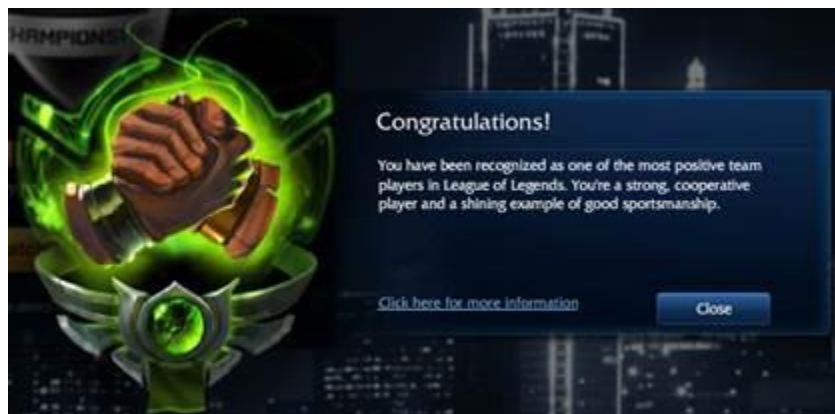 HAMPIONS
Congratulations!
You have been recognized as one of the most positive team
players in League of Legends. You're a strong, cooperative
player and a shining example of good sportsmanship.
Click here for more information
Close